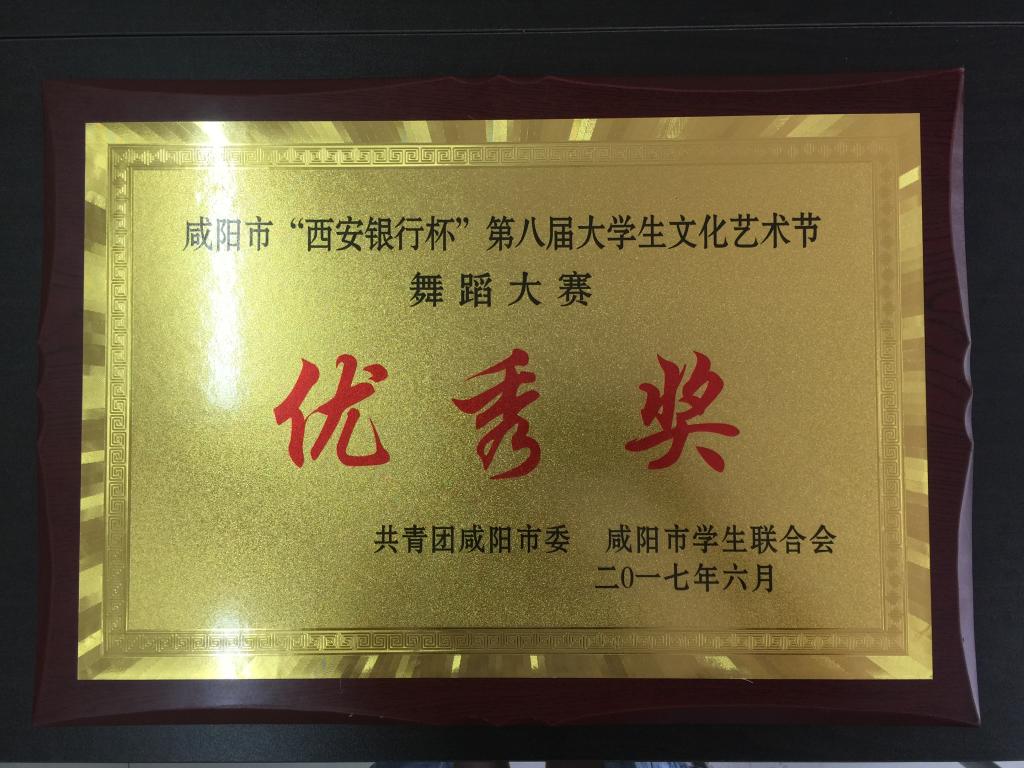 咸阳市“西安银行杯”第八届大学生文化艺术节
舞蹈大赛
优秀奖
共青团咸阳市委 咸阳市学生联合会
二0一七年六月